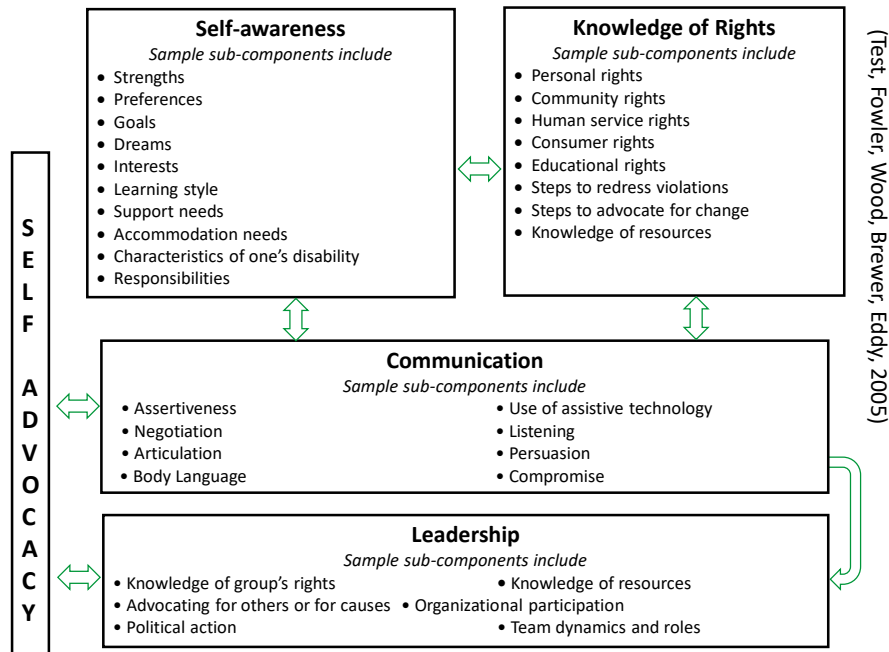 Self-awareness
Sample sub-components include
• Strengths
• Preferences
• Goals
• Dreams
• Interests
• Learning style
• Support needs
• Accommodation needs
• Characteristics of one’s disability
• Responsibilities
Knowledge of Rights
Sample sub-components include
• Personal rights
• Community rights
• Human service rights
• Consumer rights
• Educational rights
• Steps to redress violations
• Steps to advocate for change
• Knowledge of resources
(Test, Fowler, Wood, Brewer, Eddy, 2005)
SELF ADVOCACY
Communication
Sample sub-components include
• Assertiveness
• Negotiation
• Articulation
• Body Language
• Use of assistive technology
• Listening
• Persuasion
• Compromise
Leadership
Sample sub-components include
• Knowledge of group’s rights
• Knowledge of resources
• Advocating for others or for causes
• Organizational participation
• Political action
• Team dynamics and roles